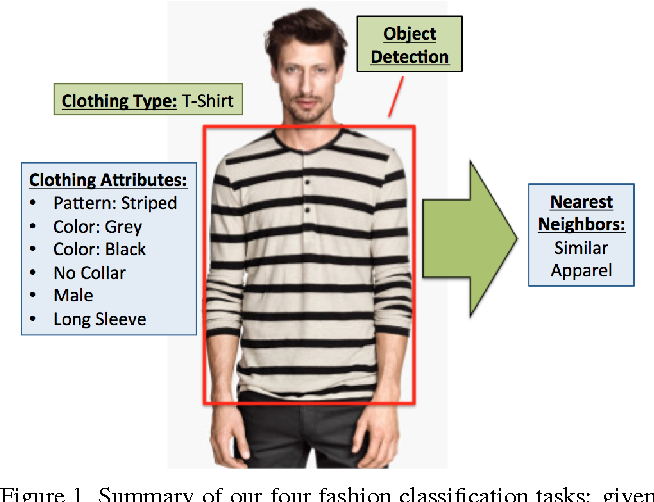 Object
Detection
Clothing Type: T-Shirt
Clothing Attributes:
• Pattern: Striped
• Color: Grey
• Color: Black
• No Collar
• Male
• Long Sleeve
Nearest
Neighbors:
Similar
Apparel
Figure 1. Summary of our four fashion classification tasks: given